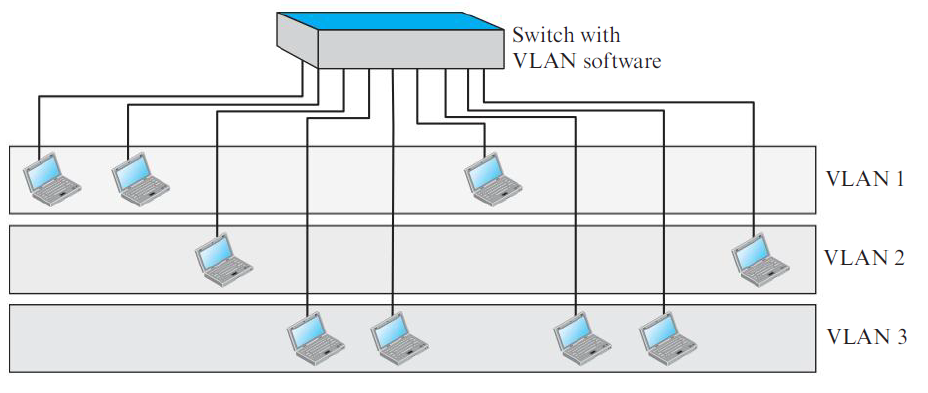 Switch with
VLAN software
VLAN 1
VLAN 2
VLAN 3